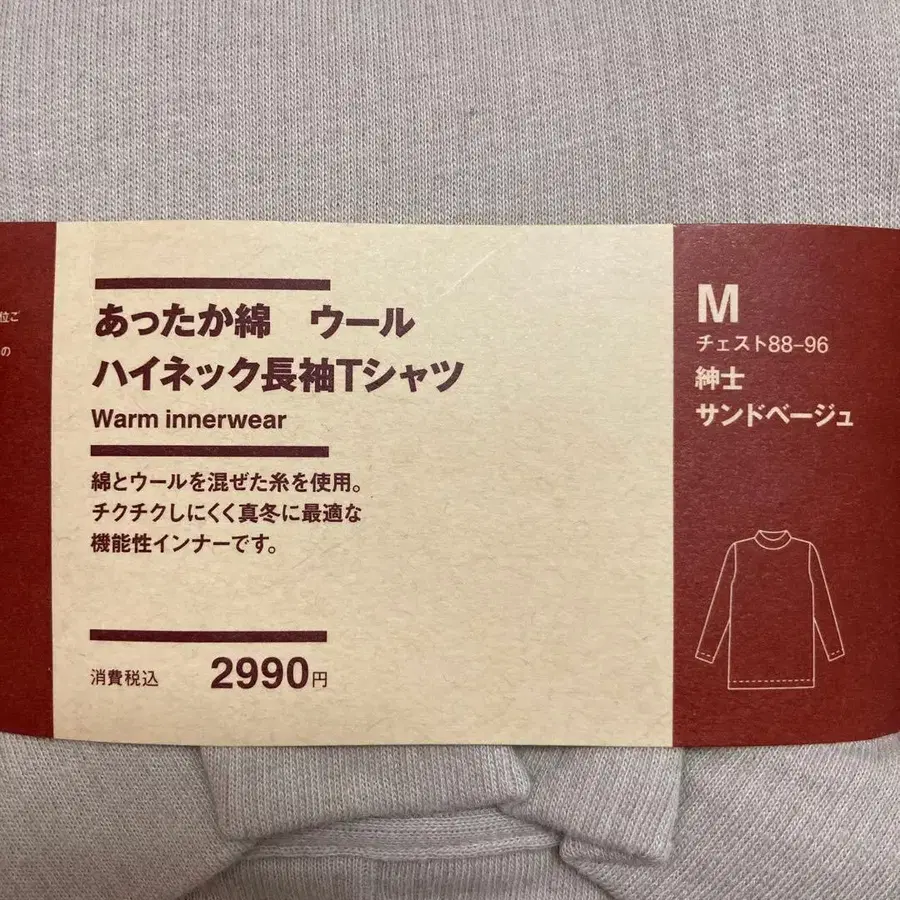 位ご
の
あったか綿　ウール
ハイネック長袖Tシャツ
Warm innerwear
綿とウールを混ぜた糸を使用。
チクチクしにくく真冬に最適な
機能性インナーです。
消費税込 2990円
M
チェスト88-96
紳士
サンドベージュ